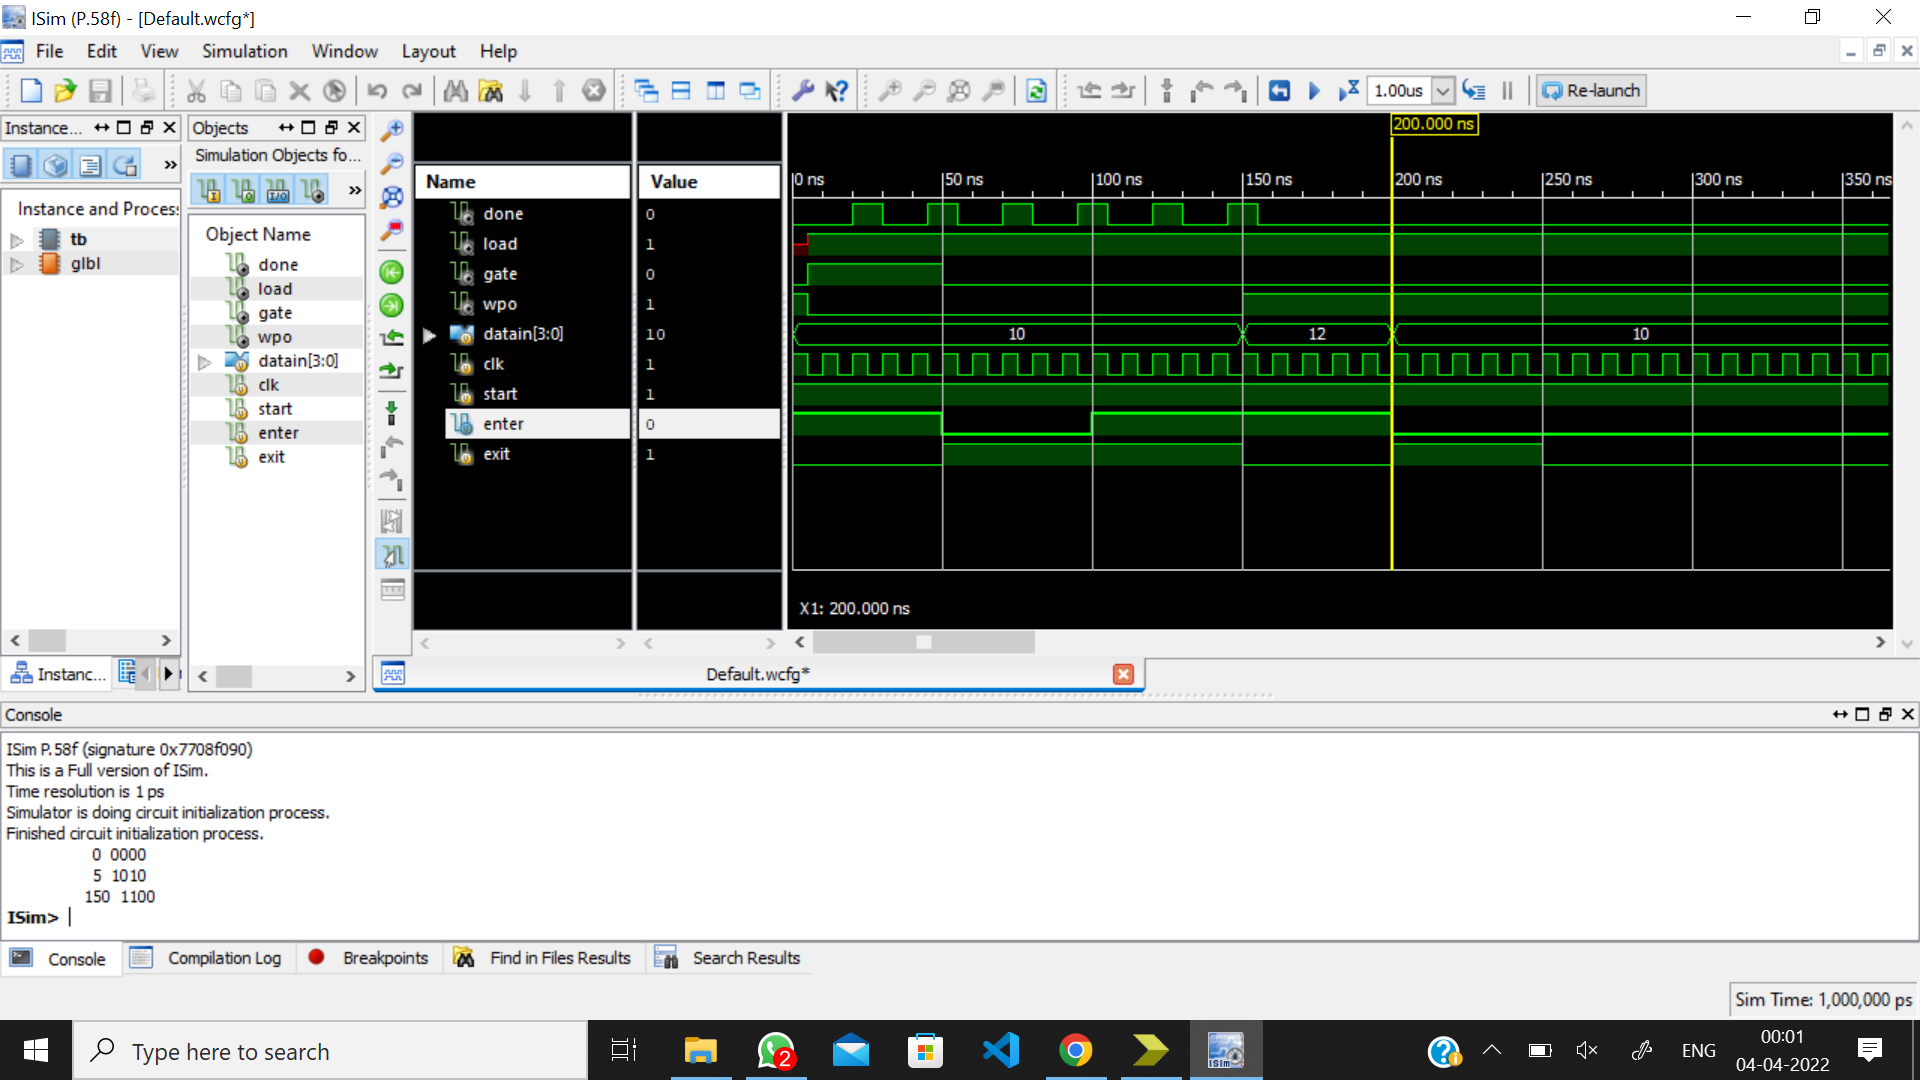 ISim (P.58f) - [Default.wcfg*]
File Edit View Simulation Window Layout Help
1.00us Re-launch
Instance...
Objects
Simulation Objects fo...
Instance and Process
tb
glbl
Object Name
done
load
gate
wpo
datain[3:0]
clk
start
enter
exit
Name Value
done 0
load 1
gate 0
wpo 1
datain[3:0] 10
clk 1
start 1
enter 0
exit 1
200.000 ns
0 ns 50 ns 100 ns 150 ns 200 ns 250 ns 300 ns 350 ns
10 12 10
X1: 200.000 ns
Instanc...
Default.wcfg*
Console
ISim P.58f (signature 0x7708f090)
This is a Full version of ISim.
Time resolution is 1 ps
Simulator is doing circuit initialization process.
Finished circuit initialization process.
0 0000
5 1010
150 1100
ISim>
Console Compilation Log Breakpoints Find in Files Results Search Results
Sim Time: 1,000,000 ps
Type here to search
2
ISim
ENG
00:01
04-04-2022